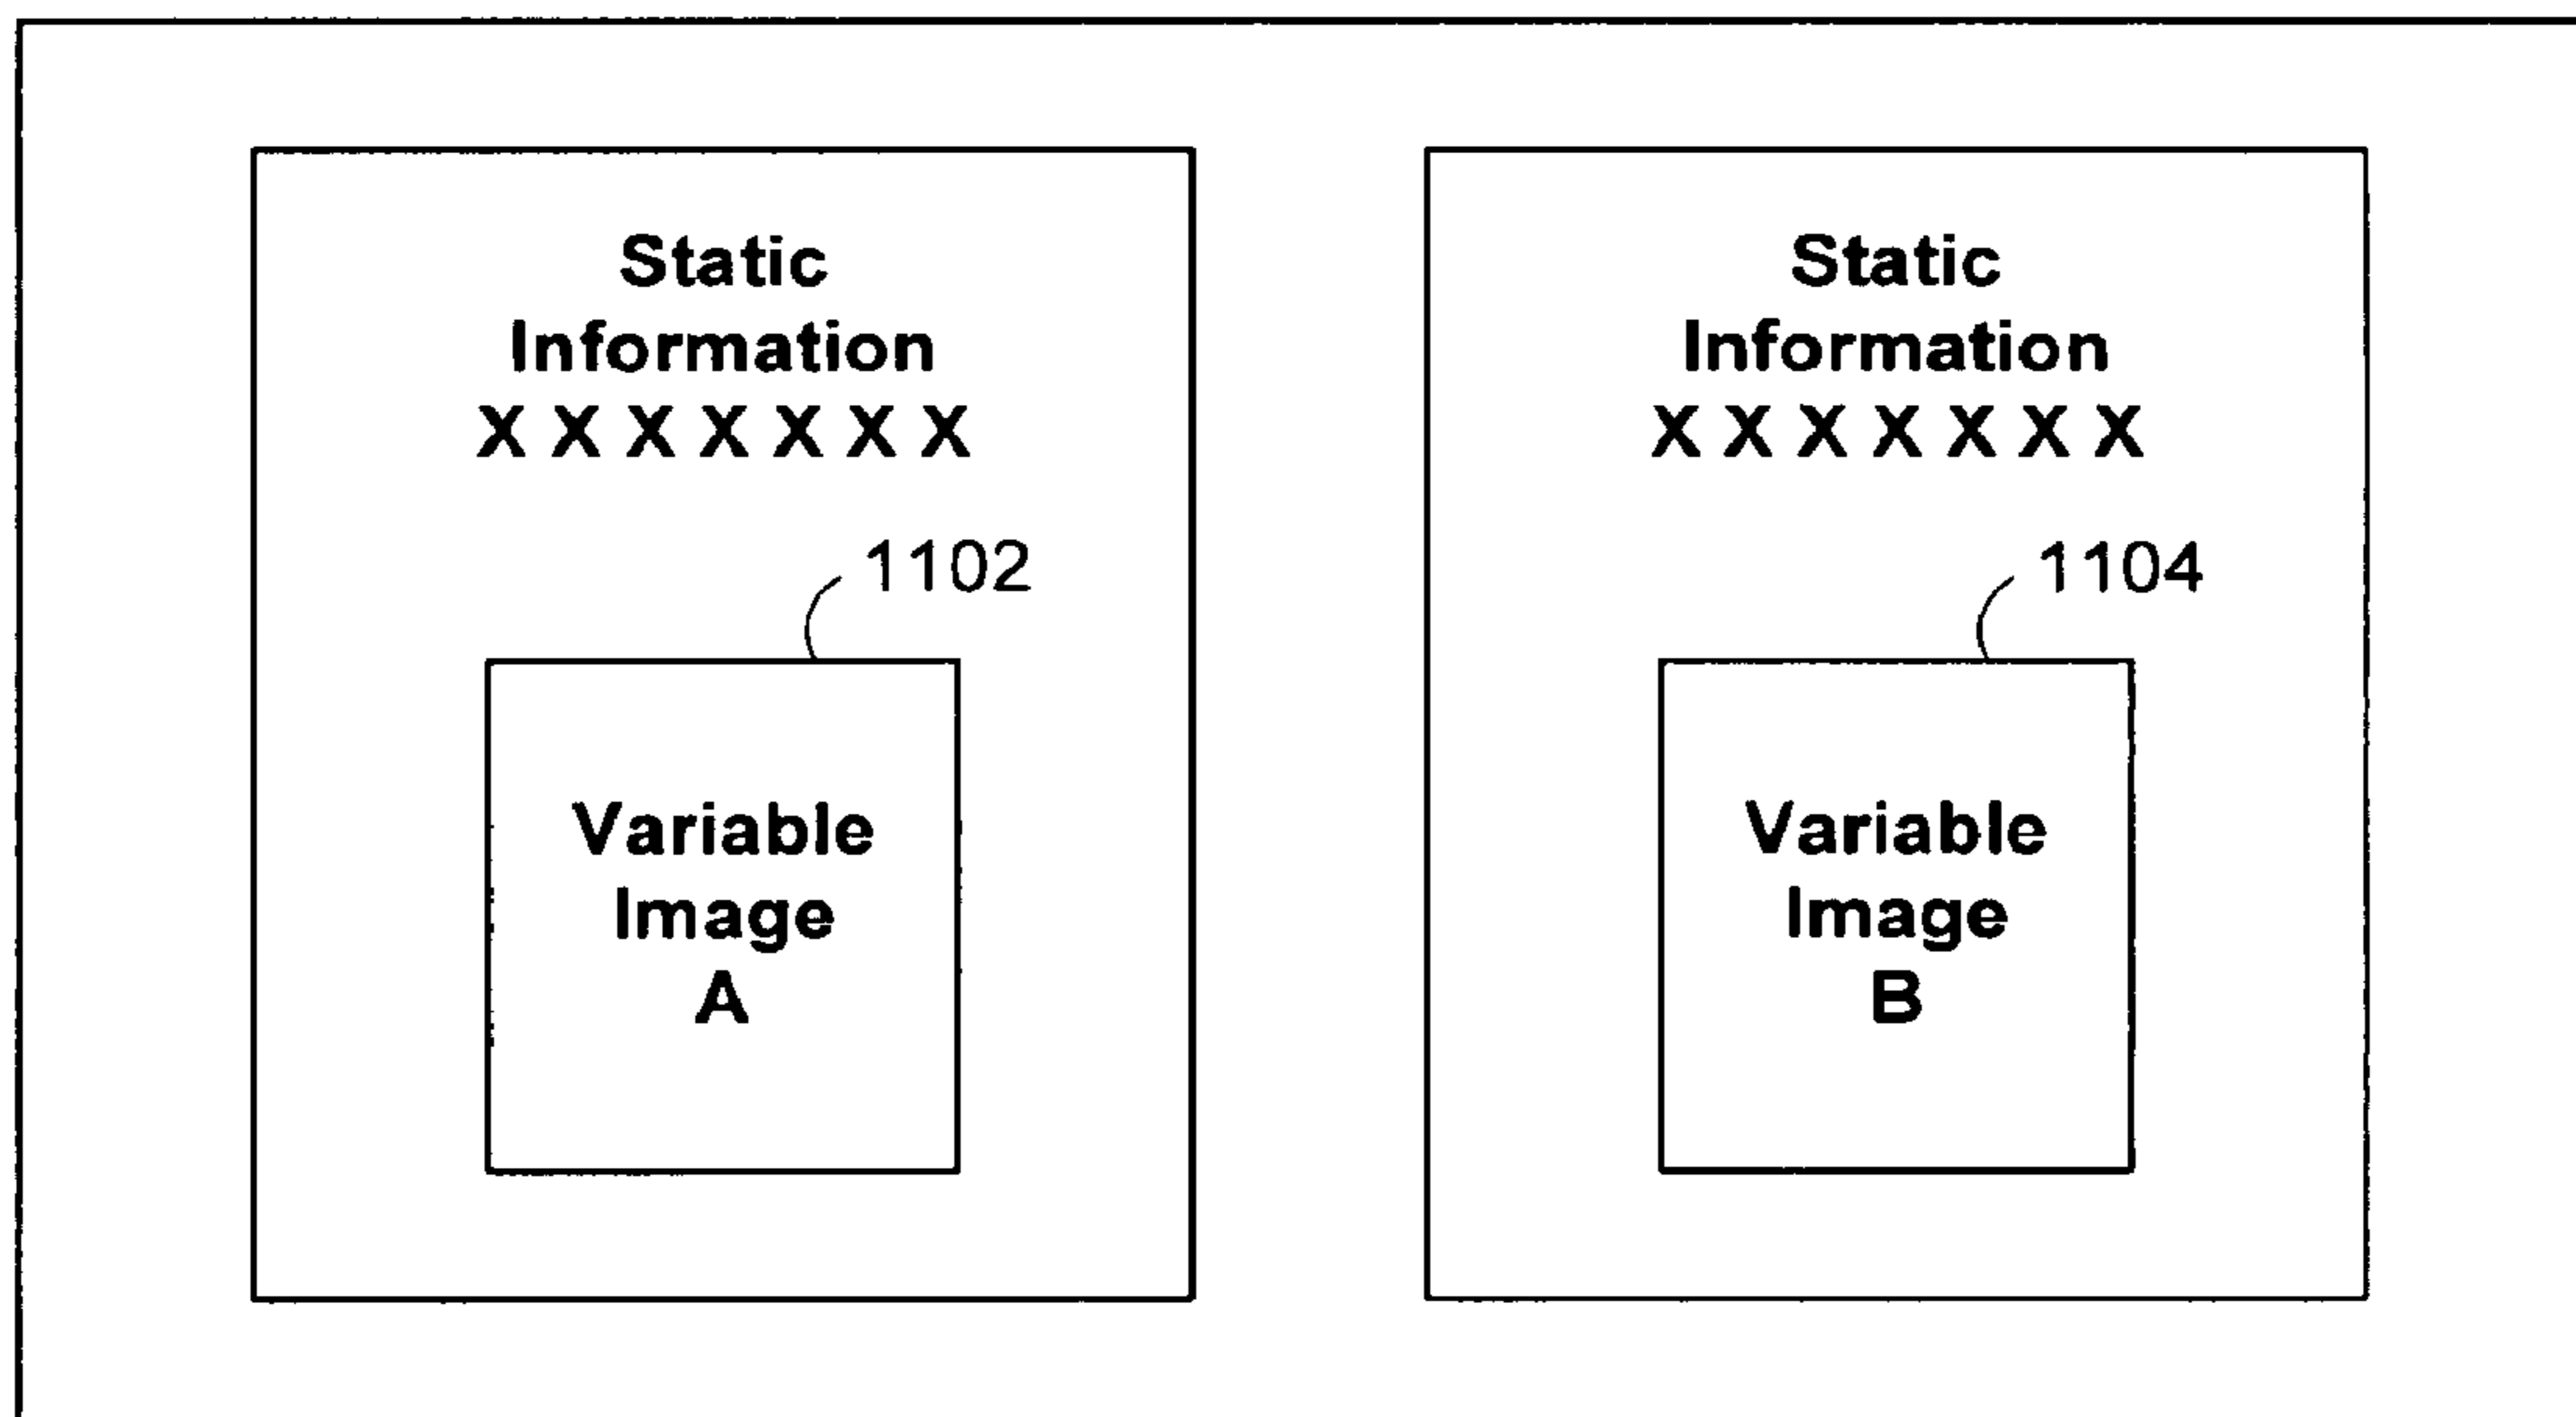 Static
Information
X X X X X X X
1102
Variable
Image
A
Static
Information
X X X X X X X
1104
Variable
Image
B